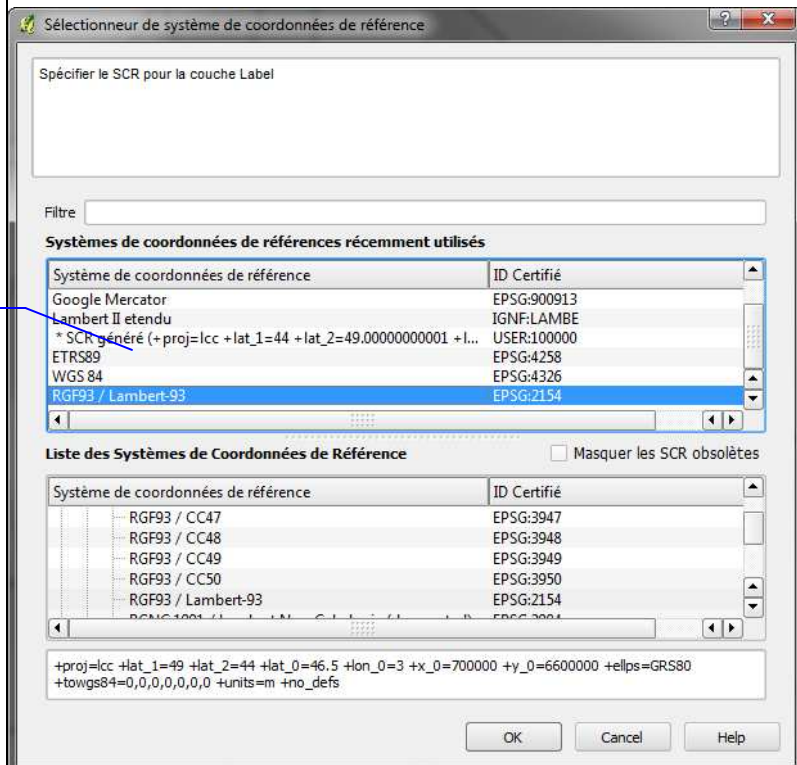 Sélectionneur de système de coordonnées de référence
Spécifier le SCR pour la couche Label
Filtre
Systèmes de coordonnées de références récemment utilisés
Système de coordonnées de référence ID Certifié
Google Mercator EPSG:900913
Lambert II etendu IGNF:LAMBE
* SCR généré (+proj=lcc +lat_1=44 +lat_2=49.00000000001 +l... USER:100000
ETRS89 EPSG:4258
WGS 84 EPSG:4326
RGF93 / Lambert-93 EPSG:2154
Liste des Systèmes de Coordonnées de Référence Masquer les SCR obsolètes
Système de coordonnées de référence ID Certifié
RGF93 / CC47 EPSG:3947
RGF93 / CC48 EPSG:3948
RGF93 / CC49 EPSG:3949
RGF93 / CC50 EPSG:3950
RGF93 / Lambert-93 EPSG:2154
+proj=lcc +lat_1=49 +lat_2=44 +lat_0=46.5 +lon_0=3 +x_0=700000 +y_0=6600000 +ellps=GRS80
+towgs84=0,0,0,0,0,0,0 +units=m +no_defs
OK Cancel Help